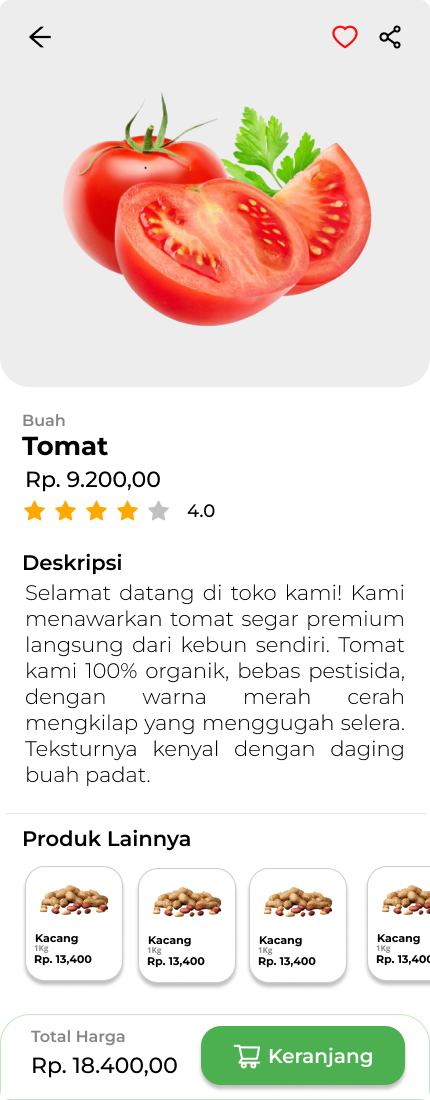 Buah
Tomat
Rp. 9.200,00
4.0
Deskripsi
Selamat datang di toko kami! Kami
menawarkan tomat segar premium
langsung dari kebun sendiri. Tomat
kami 100% organik, bebas pestisida,
dengan warna merah cerah
mengkilap yang menggugah selera.
Teksturnya kenyal dengan daging
buah padat.
Produk Lainnya
Kacang
1Kg
Rp. 13,400
Kacang
1Kg
Rp. 13,400
Kacang
1Kg
Rp. 13,400
Kacang
1Kg
Rp. 13,400
Total Harga
Rp. 18.400,00
Keranjang